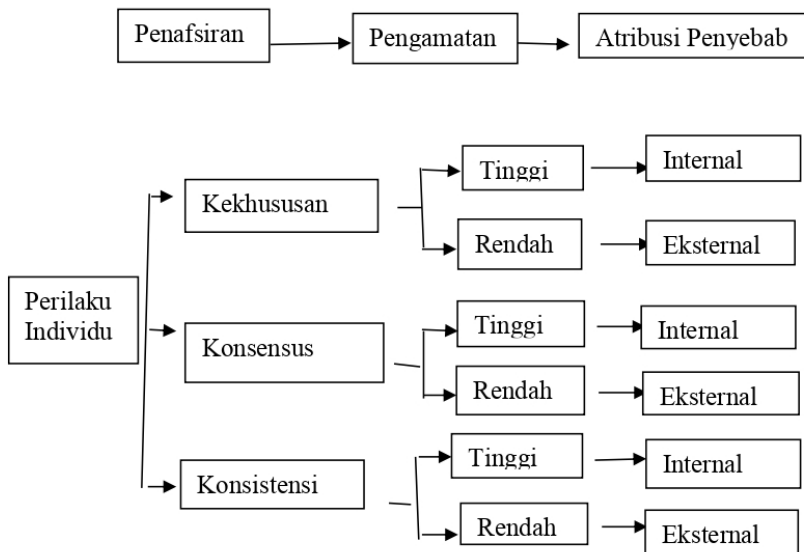 Penafsiran
Pengamatan
Atribusi Penyebab
Perilaku
Individu
Kekhususan
Tinggi
Internal
Rendah
Eksternal
Konsensus
Tinggi
Internal
Rendah
Eksternal
Konsistensi
Tinggi
Internal
Rendah
Eksternal